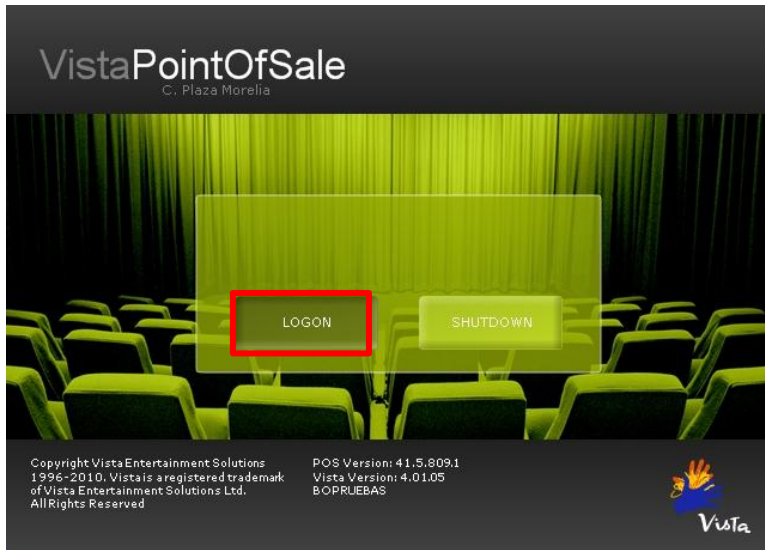 VistaPointOfSale
C. Plaza Morelia
LOGON
SHUTDOWN
Copyright Vista Entertainment Solutions
1996-2010. Vista is a registered trademark
of Vista Entertainment Solutions Ltd.
All Rights Reserved
POS Version: 41.5.809.1
Vista Version: 4.01.05
BOPRUEBAS
Vista